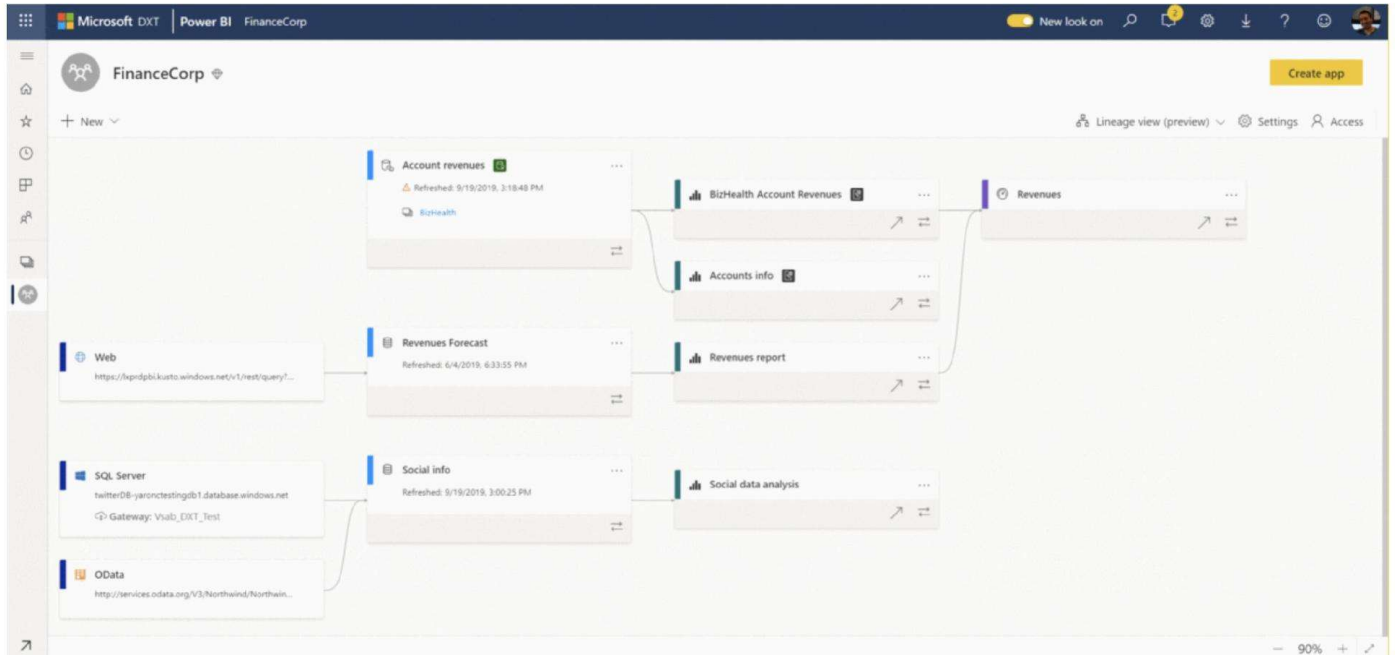 Microsoft DXT Power BI FinanceCorp New look on 2
FinanceCorp Create app
New Lineage view (preview) Settings Access
Account revenues
Refreshed: 9/19/2019, 3:18:48 PM
BizHealth
BizHealth Account Revenues
Revenues
Accounts info
Web
https://lxprdpbi.kusto.windows.net/v1/rest/query?...
Revenues Forecast
Refreshed: 6/4/2019, 6:33:55 PM
Revenues report
SQL Server
twitterDB-yaronctestingdb1.database.windows.net
Gateway: Vsab_DXT_Test
Social info
Refreshed: 9/19/2019, 3:00:25 PM
Social data analysis
OData
http://services.odata.org/V3/Northwind/Northwin...
90%